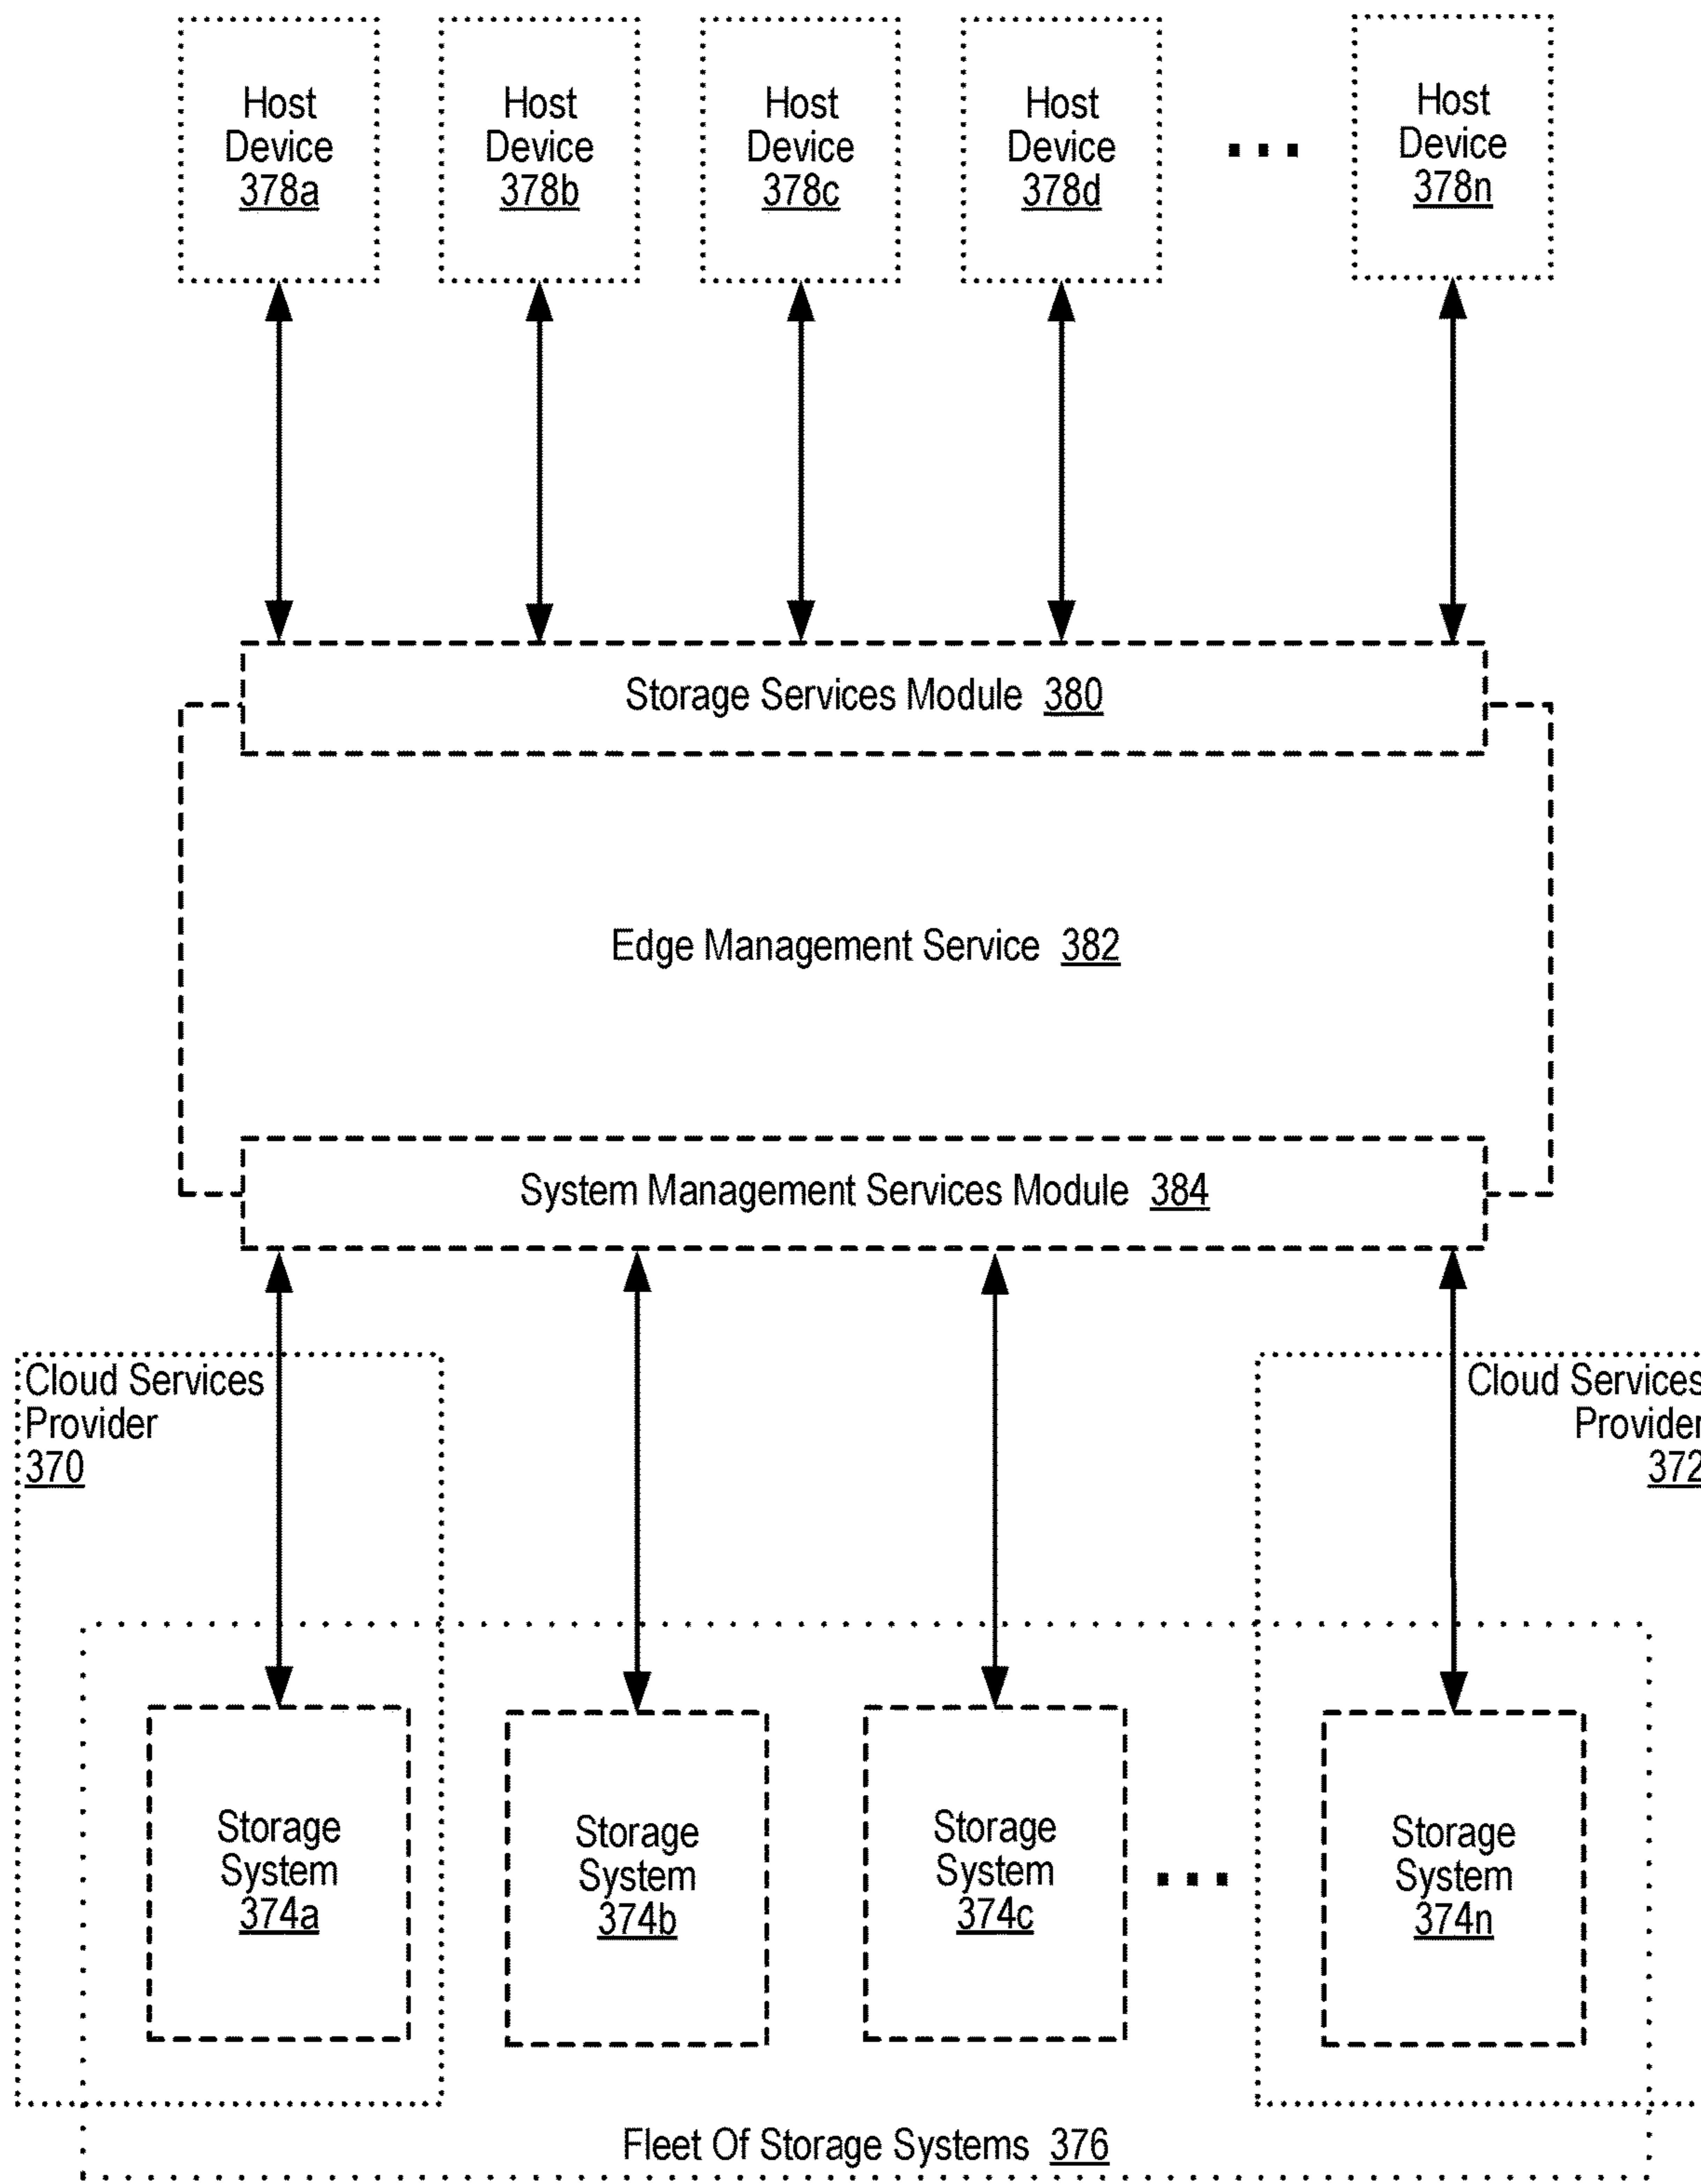 Host
Device
378a
Host
Device
378b
Host
Device
378c
Host
Device
378d
...
Host
Device
378n
Storage Services Module 380
Edge Management Service 382
System Management Services Module 384
Cloud Services
Provider
370
Cloud Services
Provider
372
Storage
System
374a
Storage
System
374b
Storage
System
374c
...
Storage
System
374n
Fleet Of Storage Systems 376